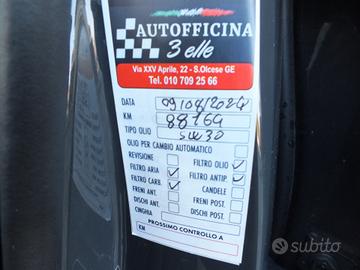 AUTOFFICINA
3 elle
Via XXV Aprile, 22 - S.Olcese GE
Tel. 010 709 25 66
DATA 09/08/2024
KM 88164
TIPO OLIO 5W30
OLIO PER CAMBIO AUTOMATICO
REVISIONE FILTRO OLIO
FILTRO ARIA FILTRO ANTIP.
FILTRO CARB. CANDELE
FRENI ANT. FRENI POST.
DISCHI ANT. DISCHI POST.
CINGHIA
PROSSIMO CONTROLLO A
KM
subito